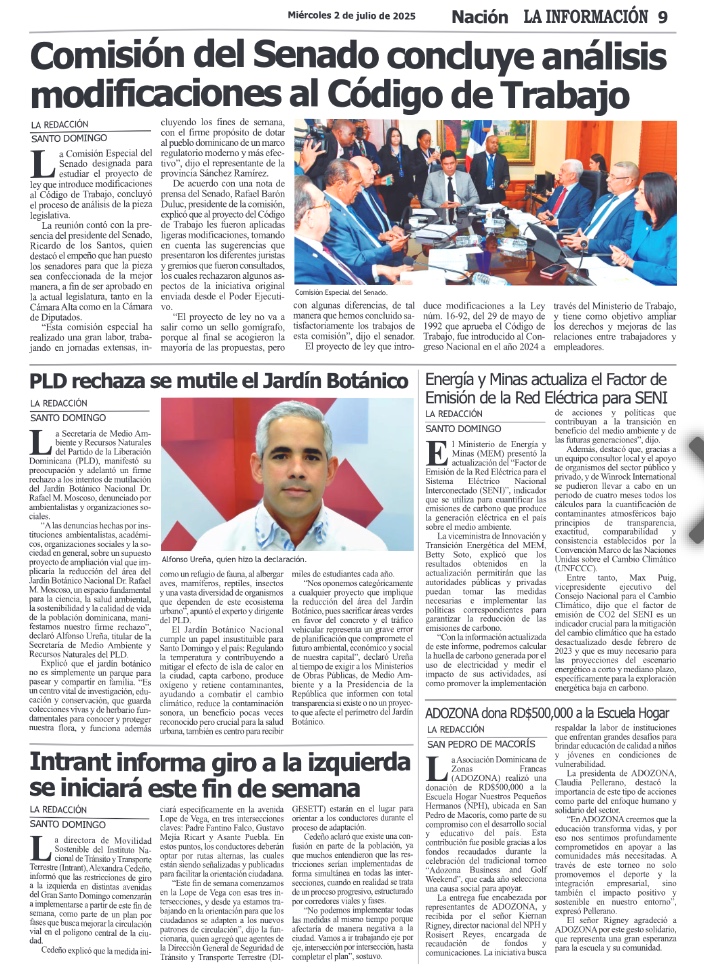 Miércoles 2 de julio de 2025 Nación LA INFORMACIÓN 9
Comisión del Senado concluye análisis
modificaciones al Código de Trabajo
LA REDACCIÓN
SANTO DOMINGO
La Comisión Especial del
Senado designada para
estudiar el proyecto de
ley que introduce modificaciones
al Código de Trabajo, concluyó
el proceso de análisis de la pieza
legislativa.
La reunión contó con la pre-
sencia del presidente del Senado,
Ricardo de los Santos, quien
destacó el empeño que han puesto
los senadores para que la pieza
sea confeccionada de la mejor
manera, a fin de ser aprobado en
la actual legislatura, tanto en la
Cámara Alta como en la Cámara
de Diputados.
“Esta comisión especial ha
realizado una gran labor, traba-
jando en jornadas extensas, in-
cluyendo los fines de semana,
con el firme propósito de dotar
al pueblo dominicano de un marco
regulatorio moderno y más efec-
tivo”, dijo el representante de la
provincia Sánchez Ramírez.
De acuerdo con una nota de
prensa del Senado, Rafael Barón
Duluc, presidente de la comisión,
explicó que al proyecto del Código
de Trabajo les fueron aplicadas
ligeras modificaciones, tomando
en cuenta las sugerencias que
presentaron los diferentes juristas
y gremios que fueron consultados,
los cuales rechazaron algunos as-
pectos de la iniciativa original
enviada desde el Poder Ejecuti-
vo.
“El proyecto de ley no va a
salir como un sello gomígrafo,
porque al final se acogieron la
mayoría de las propuestas, pero
Comisión Especial del Senado.
con algunas diferencias, de tal
manera que hemos concluido sa-
tisfactoriamente los trabajos de
esta comisión”, dijo el senador.
El proyecto de ley que intro-
duce modificaciones a la Ley
núm. 16-92, del 29 de mayo de
1992 que aprueba el Código de
Trabajo, fue introducido al Con-
greso Nacional en el año 2024 a
través del Ministerio de Trabajo,
y tiene como objetivo ampliar
los derechos y mejoras de las
relaciones entre trabajadores y
empleadores.
PLD rechaza se mutile el Jardín Botánico
LA REDACCIÓN
SANTO DOMINGO
La Secretaría de Medio Am-
biente y Recursos Naturales
del Partido de la Liberación
Dominicana (PLD), manifestó su
preocupación y adelantó un firme
rechazo a los intentos de mutilación
del Jardín Botánico Nacional Dr.
Rafael M. Moscoso, denunciado por
ambientalistas y organizaciones so-
ciales.
“A las denuncias hechas por ins-
tituciones ambientalistas, académi-
cos, organizaciones sociales y la so-
ciedad en general, sobre un supuesto
proyecto de ampliación vial que im-
plicaría la reducción del área del
Jardín Botánico Nacional Dr. Rafael
M. Moscoso, un espacio fundamental
para la ciencia, la salud ambiental,
la sostenibilidad y la calidad de vida
de la población dominicana, mani-
festamos nuestro firme rechazo”,
declaró Alfonso Ureña, titular de la
Secretaría de Medio Ambiente y
Recursos Naturales del PLD.
Explicó que el jardín botánico
no es simplemente un parque para
pasear y compartir en familia. “Es
un centro vital de investigación, edu-
cación y conservación, que guarda
colecciones vivas y de herbario fun-
damentales para conocer y proteger
nuestra flora, y funciona además
Alfonso Ureña, quien hizo la declaración.
como un refugio de fauna, al albergar
aves, mamíferos, reptiles, insectos
y una vasta diversidad de organismos
que dependen de este ecosistema
urbano”, apuntó el experto y dirigente
del PLD.
El Jardín Botánico Nacional
cumple un papel insustituible para
Santo Domingo y el país: Regulando
la temperatura y contribuyendo a
mitigar el efecto de isla de calor en
la ciudad, capta carbono, produce
oxígeno y retiene contaminantes,
ayudando a combatir el cambio
climático, reduce la contaminación
sonora, un beneficio pocas veces
reconocido pero crucial para la salud
urbana, también es centro para recibir
miles de estudiantes cada año.
“Nos oponemos categóricamente
a cualquier proyecto que implique
la reducción del área del Jardín
Botánico, pues sacrificar áreas verdes
en favor del concreto y el tráfico
vehicular representa un grave error
de planificación que compromete el
futuro ambiental, económico y social
de nuestra capital”, declaró Ureña
al tiempo de exigir a los Ministerios
de Obras Públicas, de Medio Am-
biente y a la Presidencia de la
República que informen con total
transparencia si existe o no un proyec-
to que afecte el perímetro del Jardín
Botánico.
Energía y Minas actualiza el Factor de
Emisión de la Red Eléctrica para SENI
LA REDACCIÓN
SANTO DOMINGO
El Ministerio de Energía y
Minas (MEM) presentó la
actualización del “Factor de
Emisión de la Red Eléctrica para el
Sistema Eléctrico Nacional
Interconectado (SENI)”, indicador
que se utiliza para cuantificar las
emisiones de carbono que produce
la generación eléctrica en el país
sobre el medio ambiente.
La viceministra de Innovación y
Transición Energética del MEM,
Betty Soto, explicó que los
resultados obtenidos en la
actualización permitirán que las
autoridades públicas y privadas
puedan tomar las medidas
necesarias e implementar las
políticas correspondientes para
garantizar la reducción de las
emisiones de carbono.
“Con la información actualizada
de este informe, podremos calcular
la huella de carbono generada por el
uso de electricidad y medir el
impacto de sus actividades, así
como promover la implementación
de acciones y políticas que
contribuyan a la transición en
beneficio del medio ambiente y de
las futuras generaciones”, dijo.
Además, destacó que, gracias a
un equipo consultor local y el apoyo
de organismos del sector público y
privado, y de Winrock International
se pudieron llevar a cabo en un
periodo de cuatro meses todos los
cálculos para la cuantificación de
contaminantes atmosféricos bajo
principios de transparencia,
exactitud, comparabilidad y
consistencia establecidos por la
Convención Marco de las Naciones
Unidas sobre el Cambio Climático
(UNFCCC).
Entre tanto, Max Puig,
vicepresidente ejecutivo del
Consejo Nacional para el Cambio
Climático, dijo que el factor de
emisión de CO2 del SENI es un
indicador crucial para la mitigación
del cambio climático que ha estado
desactualizado desde febrero de
2023 y que es muy necesario para
las proyecciones del escenario
energético a corto y mediano plazo,
específicamente para la exploración
energética baja en carbono.
ADOZONA dona RD$500,000 a la Escuela Hogar
LA REDACCIÓN
SAN PEDRO DE MACORÍS
La Asociación Dominicana de
Zonas Francas
(ADOZONA) realizó una
donación de RD$500,000 a la
Escuela Hogar Nuestros Pequeños
Hermanos (NPH), ubicada en San
Pedro de Macorís, como parte de su
compromiso con el desarrollo social
y educativo del país. Esta
contribución fue posible gracias a los
fondos recaudados durante la
celebración del tradicional torneo
“Adozona Business and Golf
Weekend”, que cada año selecciona
una causa social para apoyar.
La entrega fue encabezada por
representantes de ADOZONA, y
recibida por el señor Kiernan
Rigney, director nacional del NPH y
Rosisert Reyes, encargada de
recaudación de fondos y
comunicaciones. La iniciativa busca
respaldar la labor de instituciones
que enfrentan grandes desafíos para
brindar educación de calidad a niños
y jóvenes en condiciones de
vulnerabilidad.
La presidenta de ADOZONA,
Claudia Pellerano, destacó la
importancia de este tipo de acciones
como parte del enfoque humano y
solidario del sector.
“En ADOZONA creemos que la
educación transforma vidas, y por
eso nos sentimos profundamente
comprometidos en apoyar a las
comunidades más necesitadas. A
través de este torneo no solo
promovemos el deporte y la
integración empresarial, sino
también el impacto positivo y
sostenible en nuestro entorno”,
expresó Pellerano.
El señor Rigney agradeció a
ADOZONA por este gesto solidario,
que representa una gran esperanza
para la escuela y su comunidad.
Intrant informa giro a la izquierda
se iniciará este fin de semana
LA REDACCIÓN
SANTO DOMINGO
La directora de Movilidad
Sostenible del Instituto Na-
cional de Tránsito y Transporte
Terrestre (Intrant), Alexandra Cedeño,
informó que las restricciones de giro
a la izquierda en distintas avenidas
del Gran Santo Domingo comenzarán
a implementarse a partir de este fin de
semana, como parte de un plan por
fases que busca mejorar la circulación
vial en el polígono central de la ciu-
dad.
Cedeño explicó que la medida ini-
ciará específicamente en la avenida
Lope de Vega, en tres intersecciones
claves: Padre Fantino Falco, Gustavo
Mejía Ricart y Asante Puebla. En
estos puntos, los conductores deberán
optar por rutas alternas, las cuales
están siendo señalizadas y publicadas
para facilitar la orientación ciudadana.
“Este fin de semana comenzamos
en la Lope de Vega con esas tres in-
tersecciones, y desde ya estamos tra-
bajando en la orientación para que los
ciudadanos se adapten a los nuevos
patrones de circulación”, dijo la fun-
cionaria, quien agregó que agentes de
la Dirección General de Seguridad de
Tránsito y Transporte Terrestre (DI-
GESETT) estarán en el lugar para
orientar a los conductores durante el
proceso de adaptación.
Cedeño aclaró que existe una con-
fusión en parte de la población, ya
que muchos entendieron que las res-
tricciones serían implementadas de
forma simultánea en todas las inter-
secciones, cuando en realidad se trata
de un proceso progresivo, estructurado
por corredores viales y fases.
“No podemos implementar todas
las medidas al mismo tiempo porque
afectaría de manera negativa a la
ciudad. Vamos a ir trabajando eje por
eje, intersección por intersección, hasta
completar el plan”, sostuvo.